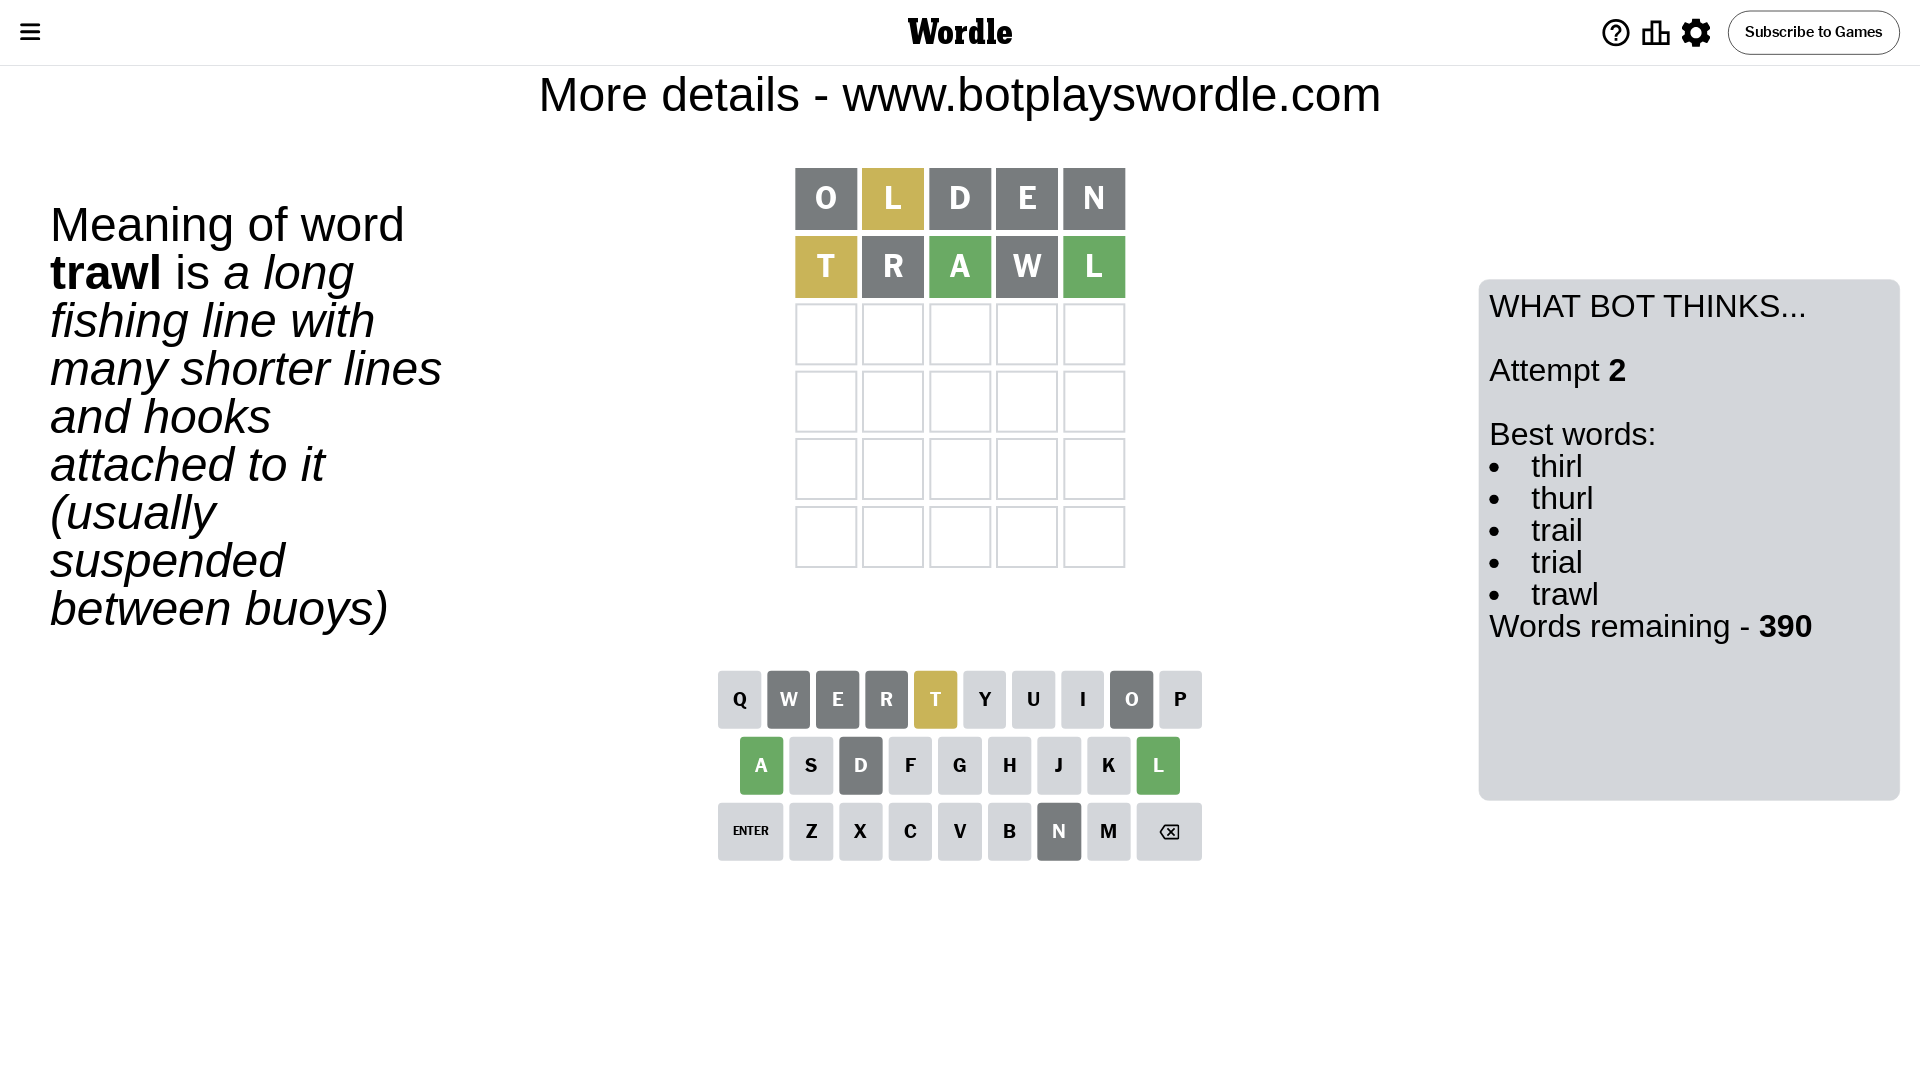 Wordle
Subscribe to Games
More details - www.botplayswordle.com
Meaning of word
trawl is a long
fishing line with
many shorter lines
and hooks
attached to it
(usually
suspended
between buoys)
O L D E N
T R A W L
WHAT BOT THINKS...
Attempt 2
Best words:
• thirl
• thurl
• trail
• trial
• trawl
Words remaining - 390
Q W E R T Y U I O P
A S D F G H J K L
ENTER Z X C V B N M